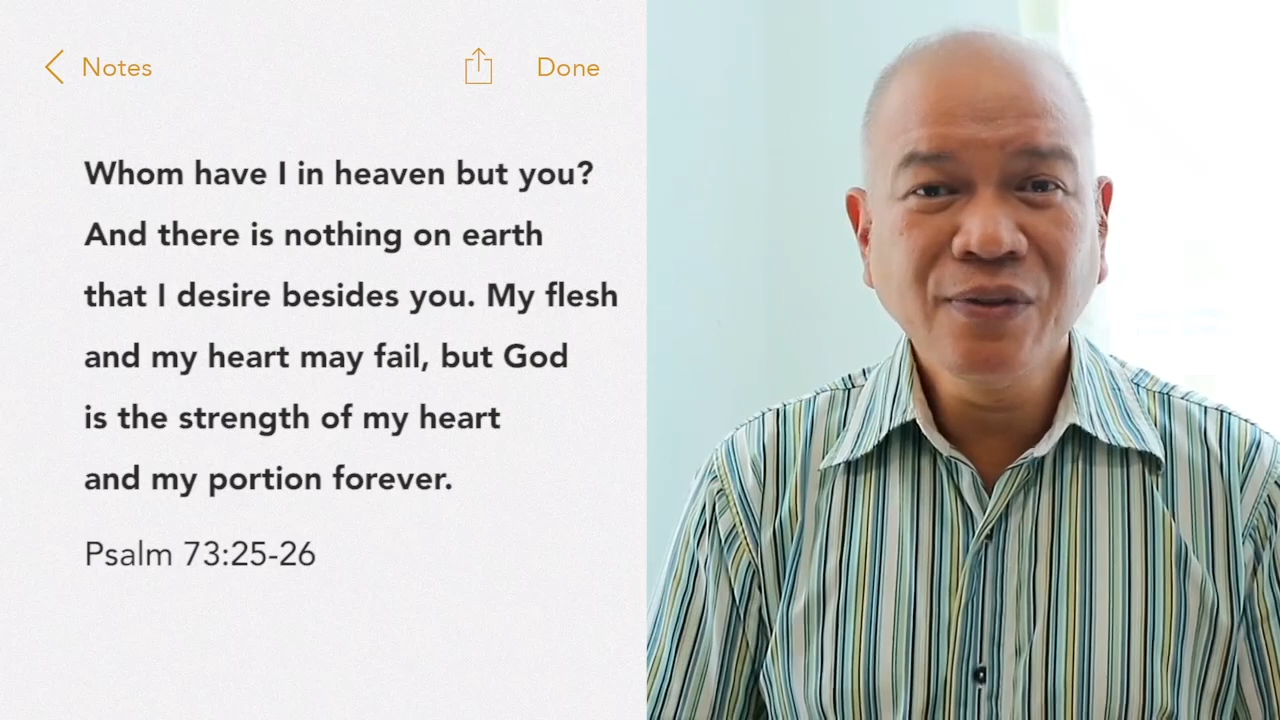 Notes
Done
Whom have I in heaven but you?
And there is nothing on earth
that I desire besides you. My flesh
and my heart may fail, but God
is the strength of my heart
and my portion forever.
Psalm 73:25-26